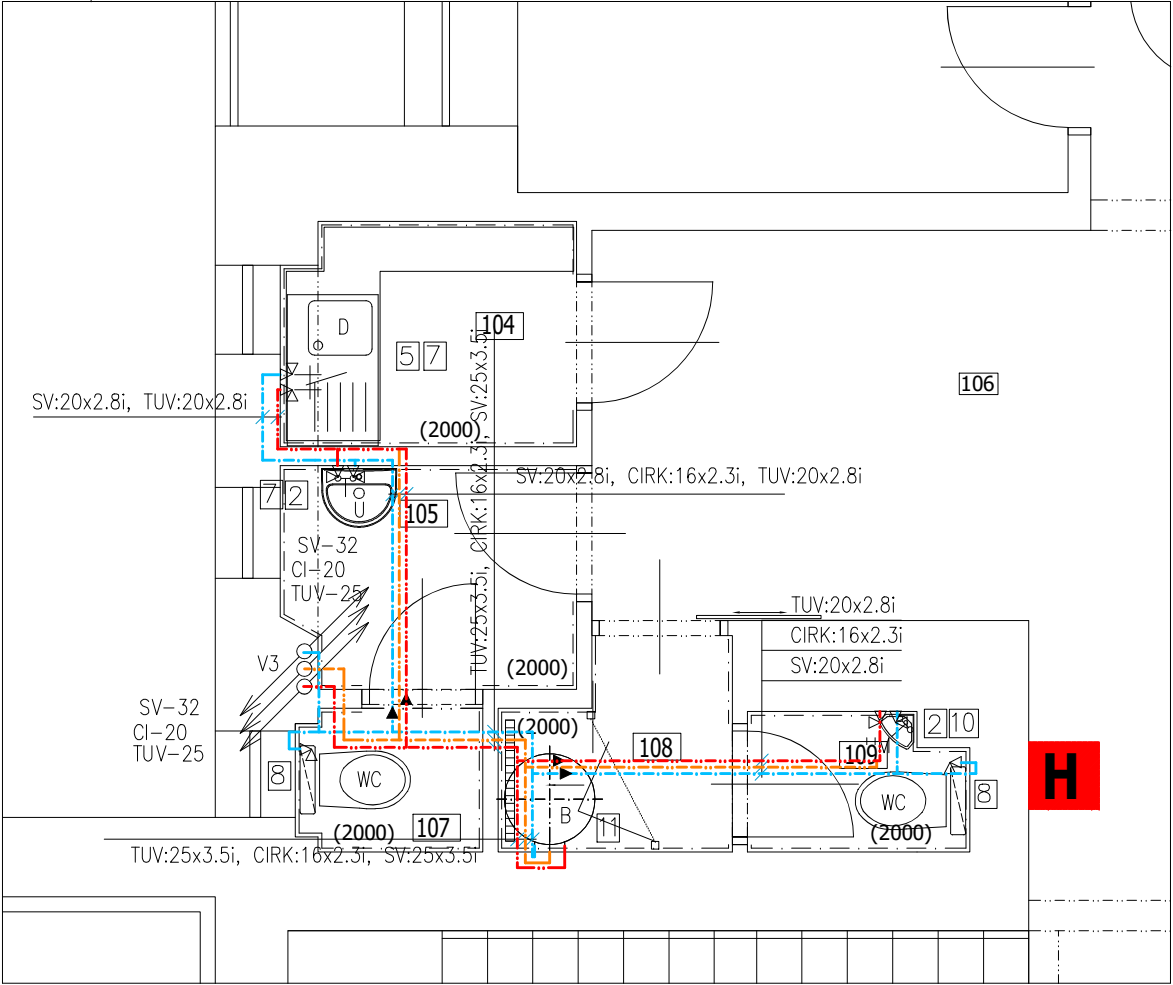 D
104
5 7
106
SV:20x2.8i, TUV:20x2.8i
(2000)
TUV:25x3.5i, CIRK:16x2.3i, SV:25x3.5i
SV:20x2.8i, CIRK:16x2.3i, TUV:20x2.8i
7 2
U
105
SV-32
CI-20
TUV-25
TUV:20x2.8i
CIRK:16x2.3i
SV:20x2.8i
V3
(2000)
SV-32
CI-20
TUV-25
(2000)
108
109
2 10
8
WC
H
8
WC
B
11
(2000)
107
(2000)
TUV:25x3.5i, CIRK:16x2.3i, SV:25x3.5i